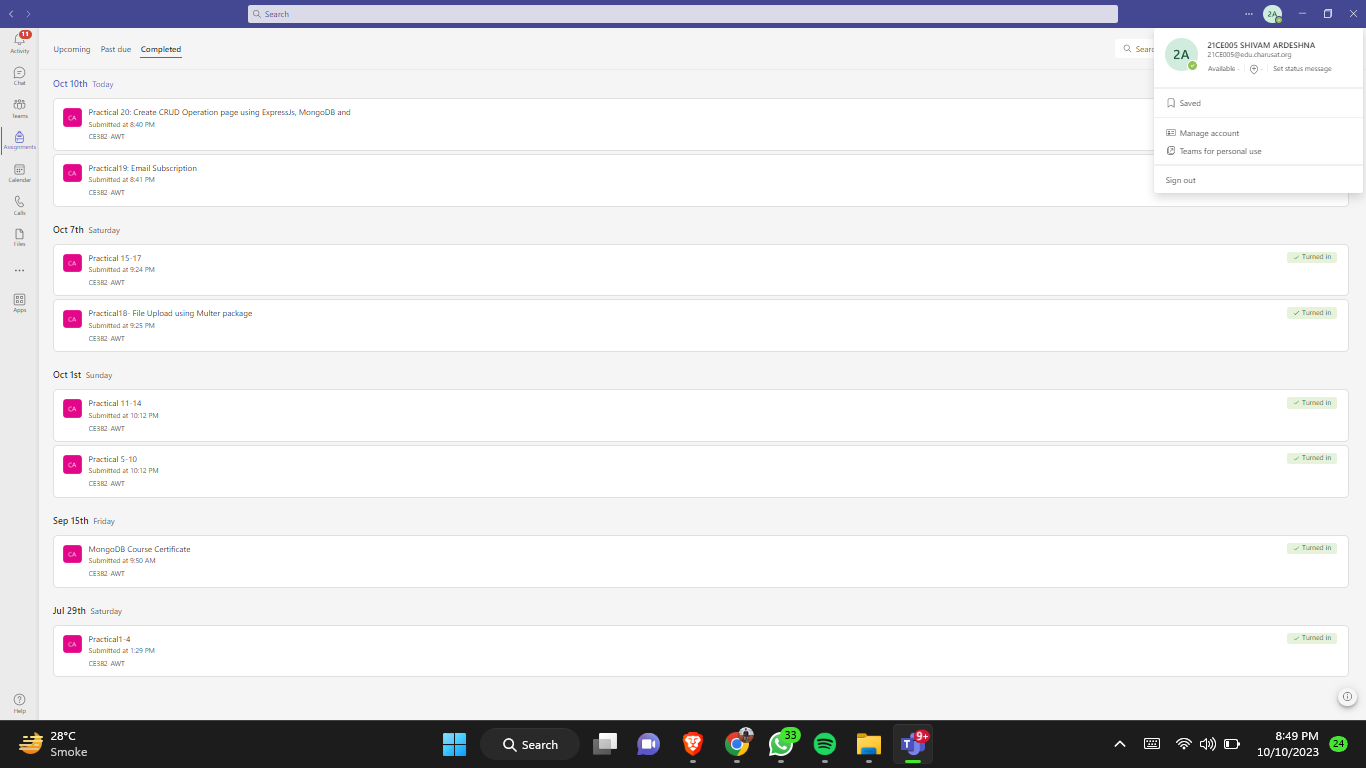 Search
2A
11
Activity
Chat
Teams
Assignments
Calendar
Calls
Files
Apps
Help
Upcoming Past due Completed
Searc
2A
21CE005 SHIVAM ARDESHNA
21CE005@edu.charusat.org
Available
Set status message
Saved
Manage account
Teams for personal use
Sign out
Oct 10th Today
CA
Practical 20: Create CRUD Operation page using ExpressJs, MongoDB and
Submitted at 8:40 PM
CE382-AWT
CA
Practical19: Email Subscription
Submitted at 8:41 PM
CE382-AWT
Oct 7th Saturday
CA
Practical 15-17
Submitted at 9:24 PM
CE382-AWT
Turned in
CA
Practical18- File Upload using Multer package
Submitted at 9:25 PM
CE382-AWT
Turned in
Oct 1st Sunday
CA
Practical 11-14
Submitted at 10:12 PM
CE382-AWT
Turned in
CA
Practical 5-10
Submitted at 10:12 PM
CE382-AWT
Turned in
Sep 15th Friday
CA
MongoDB Course Certificate
Submitted at 9:50 AM
CE382-AWT
Turned in
Jul 29th Saturday
CA
Practical1-4
Submitted at 1:29 PM
CE382-AWT
Turned in
28°C
Smoke
Search
33
T
9+
8:49 PM
10/10/2023
24